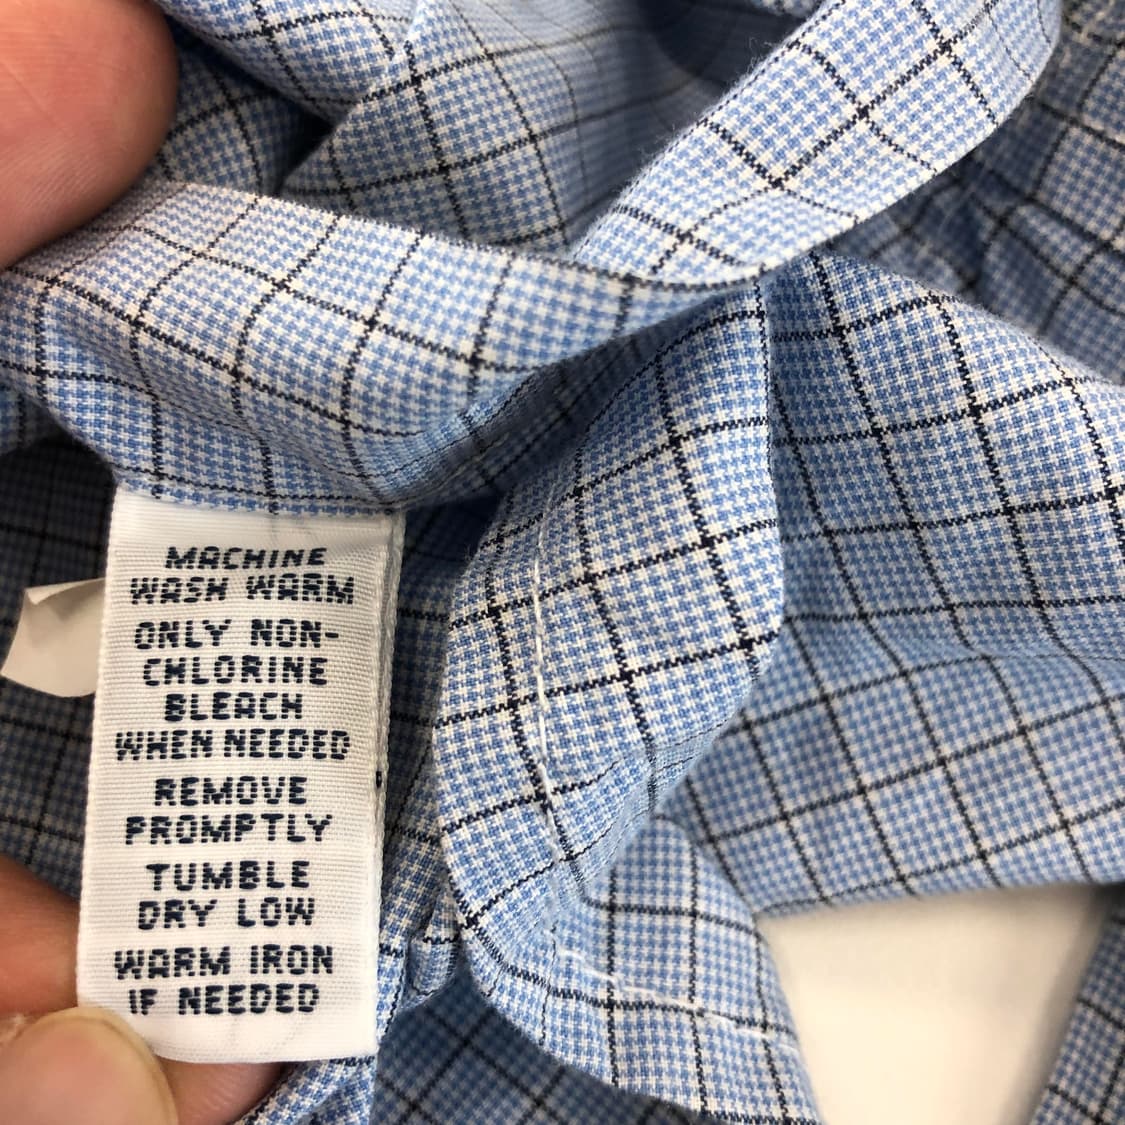 MACHINE
WASH WARM
ONLY NON-
CHLORINE
BLEACH
WHEN NEEDED
REMOVE
PROMPTLY
TUMBLE
DRY LOW
WARM IRON
IF NEEDED